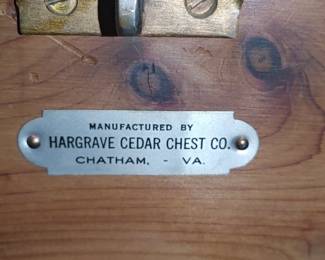 MANUFACTURED BY
HARGRAVE CEDAR CHEST CO.
CHATHAM, - VA.